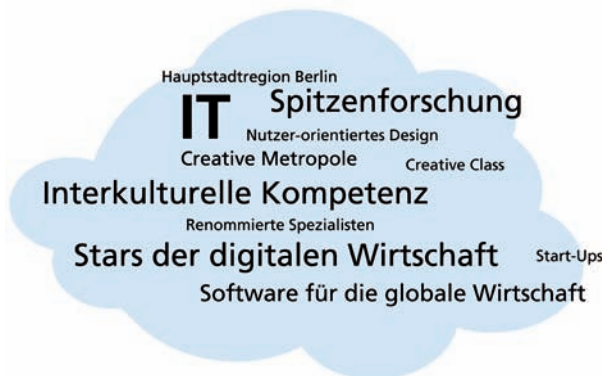 Hauptstadtregion Berlin
IT
Spitzenforschung
Nutzer-orientiertes Design
Creative Metropole
Creative Class
Interkulturelle Kompetenz
Renommierte Spezialisten
Stars der digitalen Wirtschaft
Start-Ups
Software für die globale Wirtschaft